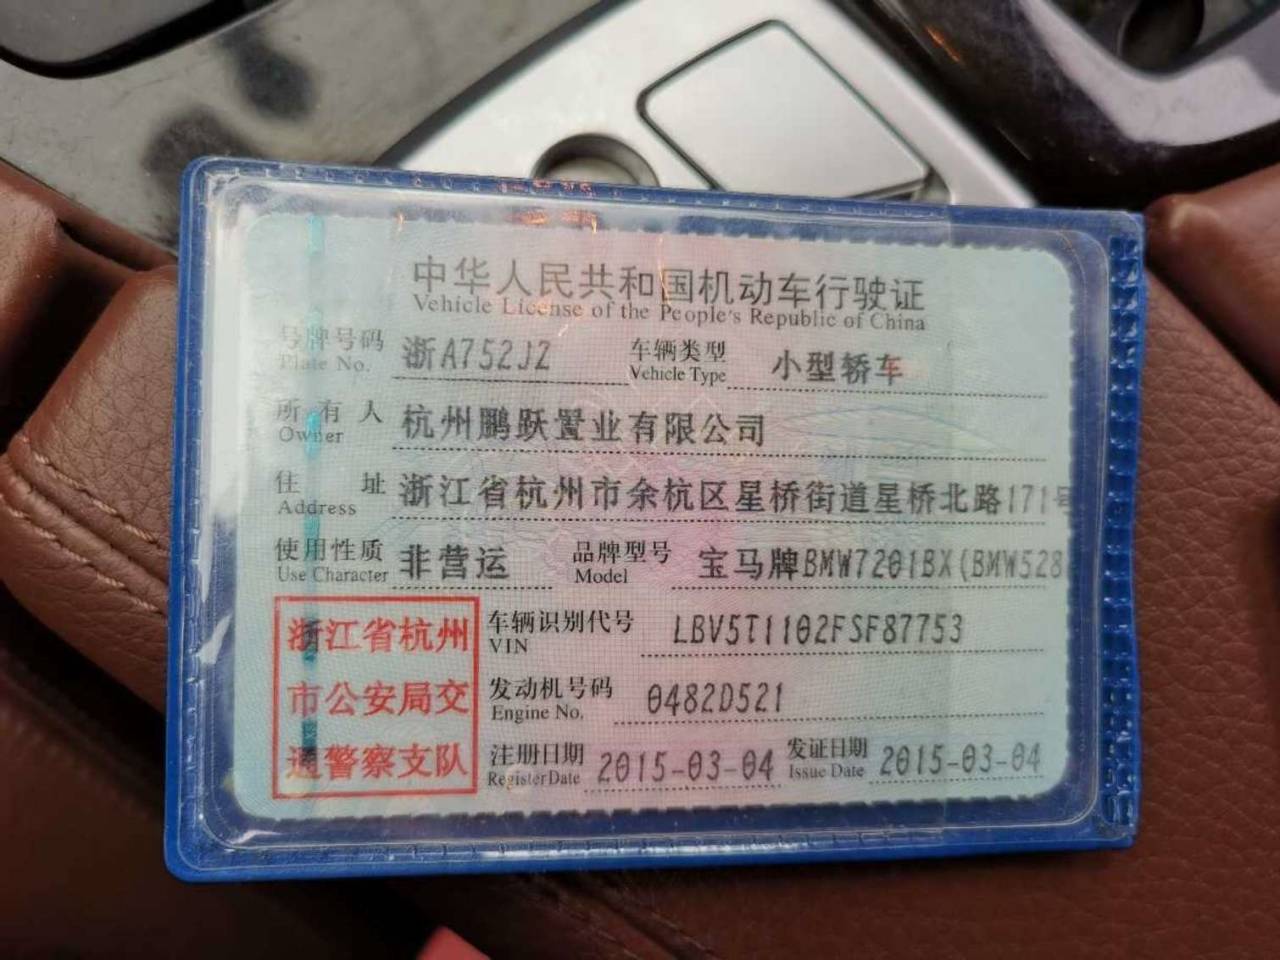 中华人民共和国机动车行驶证
Vehicle License of the People's Republic of China
号牌号码 浙A752J2 车辆类型 小型轿车
Plate No. Vehicle Type
所有人 杭州鹏跃置业有限公司
Owner
住址 浙江省杭州市余杭区星桥街道星桥北路171号
Address
使用性质 非营运 品牌型号 宝马牌BMW7201BX(BMW528
Use Character Model
浙江省杭州
市公安局交
通警察支队
车辆识别代号 LBV5T1102FSF87753
VIN
发动机号码 0482D521
Engine No.
注册日期 2015-03-04 发证日期 2015-03-04
Register Date Issue Date